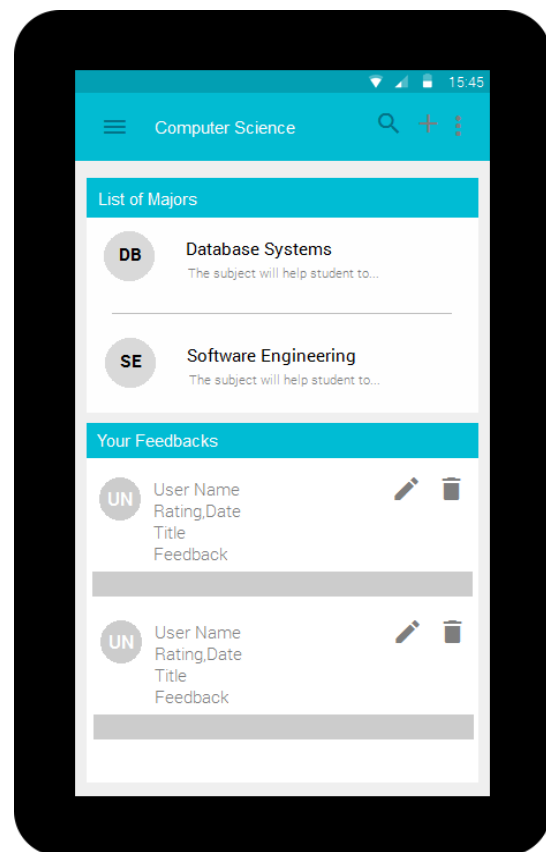 15:45
Computer Science
List of Majors
DB
Database Systems
The subject will help student to...
SE
Software Engineering
The subject will help student to...
Your Feedbacks
UN
User Name
Rating,Date
Title
Feedback
UN
User Name
Rating,Date
Title
Feedback